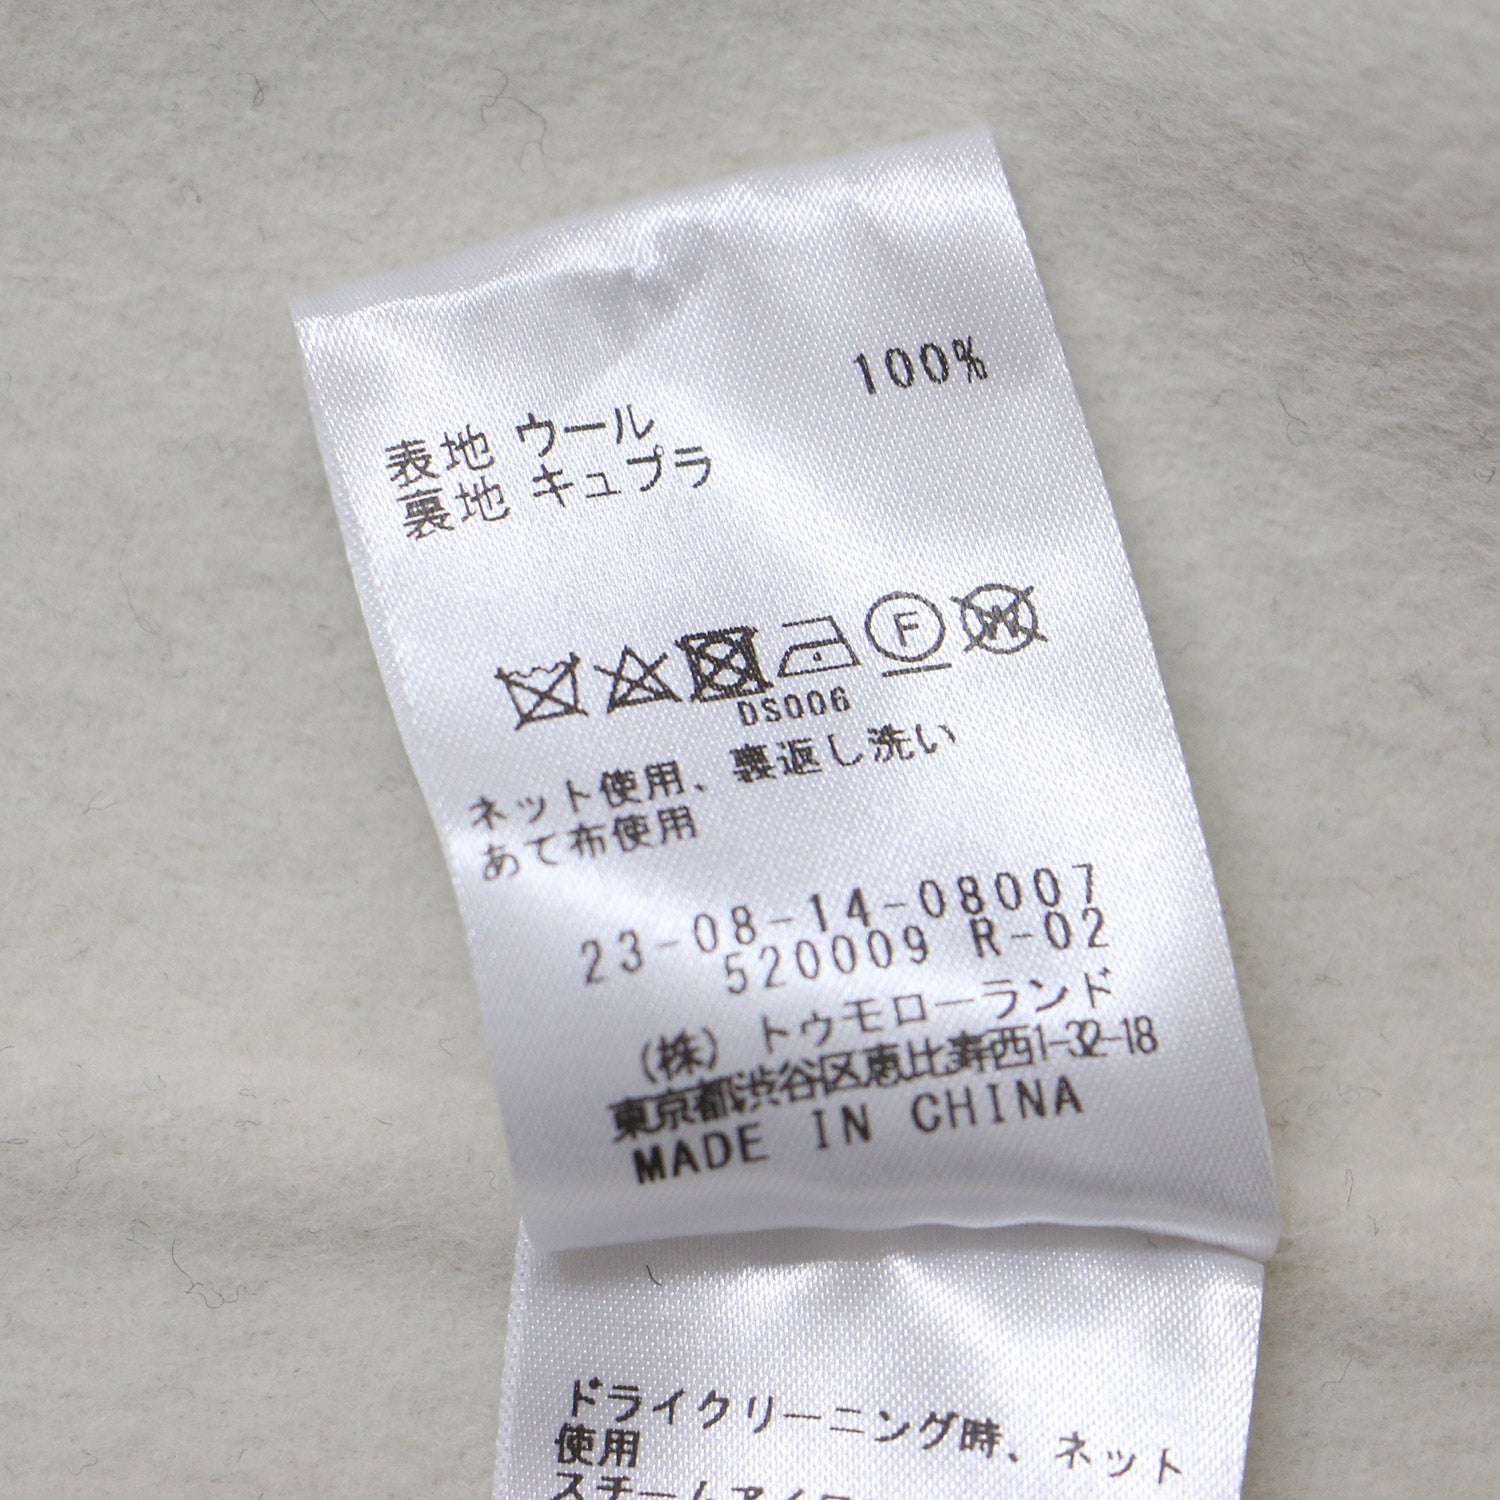 100%
表地 ウール
裏地 キュプラ
F
W
DS006
ネット使用、裏返し洗い
あて布使用
23-08-14-08007
520009 R-02
(株) トゥモローランド
東京都渋谷区恵比寿西1-32-18
MADE IN CHINA
ドライクリーニング時、ネット
使用